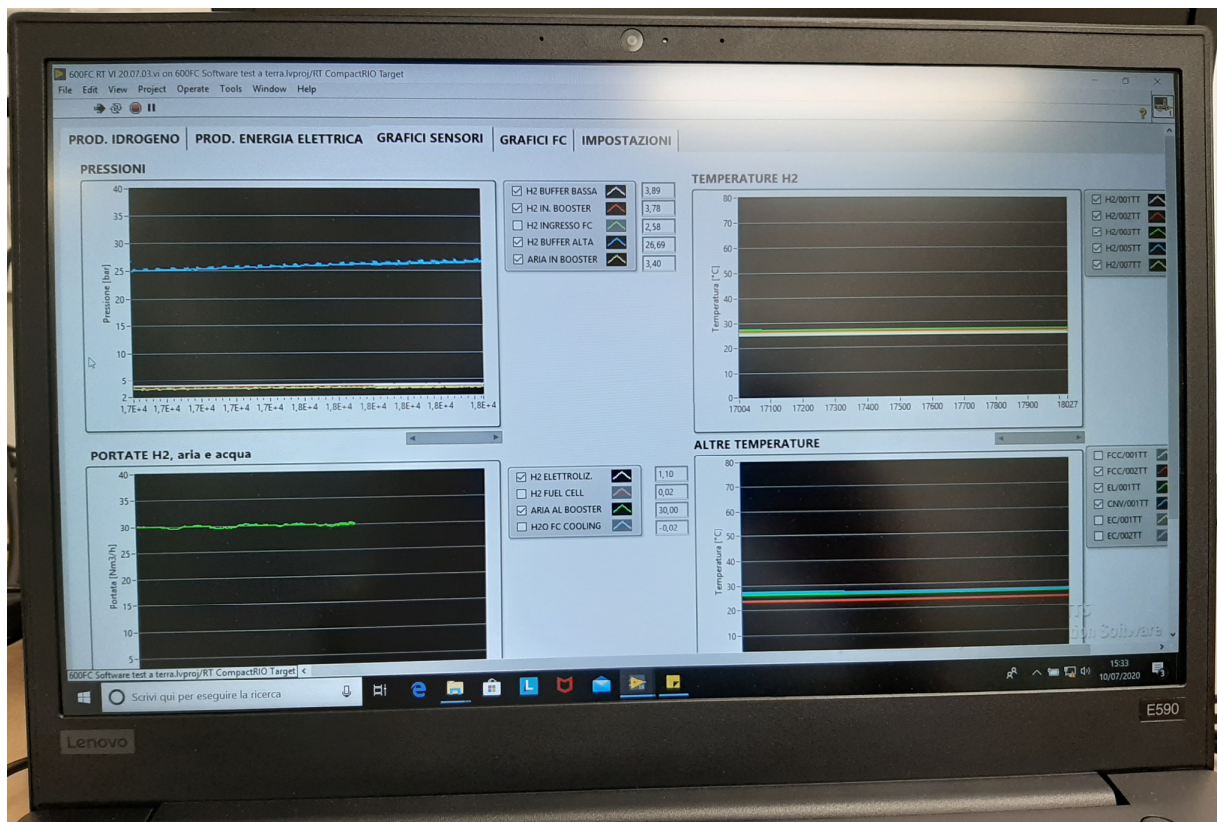 600FC RT VI 20.07.03.vi on 600FC Software test a terra.lvproj/RT CompactRIO Target
File Edit View Project Operate Tools Window Help
PROD. IDROGENO PROD. ENERGIA ELETTRICA GRAFICI SENSORI GRAFICI FC IMPOSTAZIONI
PRESSIONI
40
35
30
25
20
15
10
5
2
Pressione [bar]
1,7E+4 1,7E+4 1,7E+4 1,7E+4 1,7E+4 1,8E+4 1,8E+4 1,8E+4 1,8E+4 1,8E+4
H2 BUFFER BASSA 3,89
H2 IN. BOOSTER 3,78
H2 INGRESSO FC 2,58
H2 BUFFER ALTA 26,69
ARIA IN BOOSTER 3,40
TEMPERATURE H2
80
70
60
50
40
30
20
10
0
Temperatura [°C]
17004 17100 17200 17300 17400 17500 17600 17700 17800 17900 18027
H2/001TT
H2/002TT
H2/003TT
H2/005TT
H2/007TT
PORTATE H2, aria e acqua
40
35
30
25
20
15
10
5
Portata [Nm3/h]
H2 ELETTROLIZ. 1,10
H2 FUEL CELL 0,02
ARIA AL BOOSTER 30,00
H2O FC COOLING -0,02
ALTRE TEMPERATURE
80
70
60
50
40
30
20
10
Temperatura [°C]
FCC/001TT
FCC/002TT
EL/001TT
CNV/001TT
EC/001TT
EC/002TT
Software
600FC Software test a terra.lvproj/RT CompactRIO Target
Scrivi qui per eseguire la ricerca
15:33
10/07/2020
E590
Lenovo